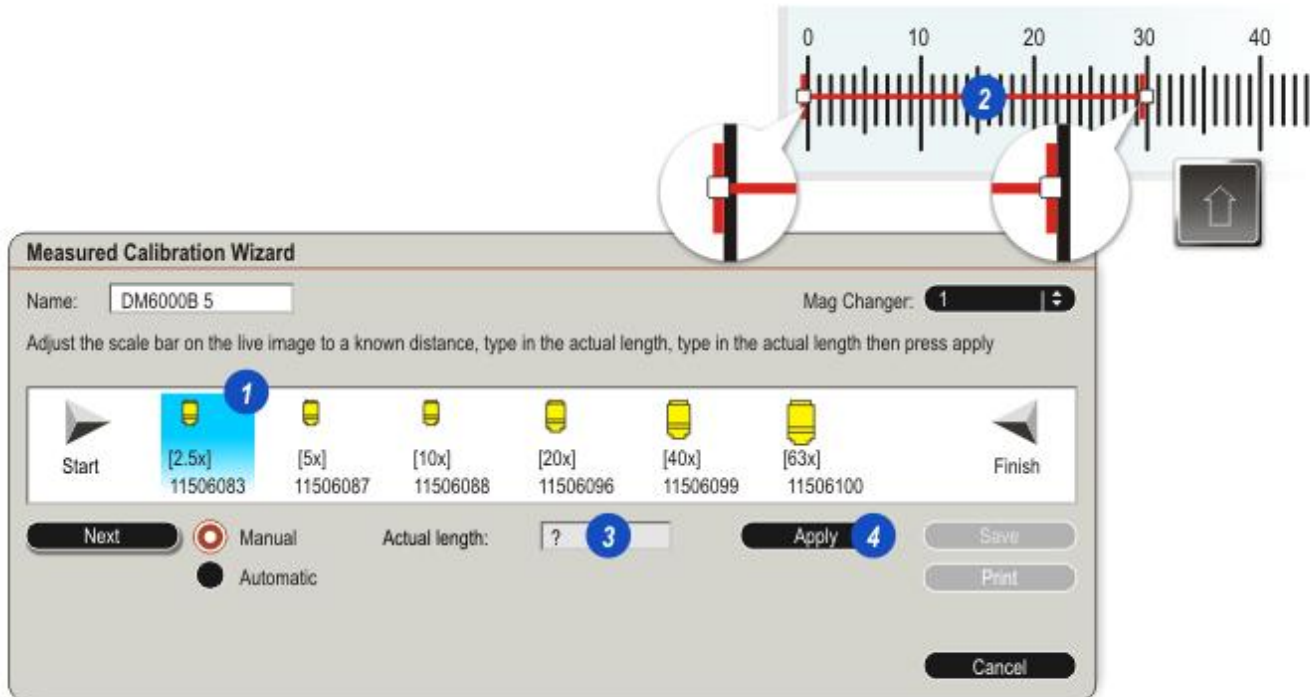 0 10 20 30 40
2
Measured Calibration Wizard
Name: DM6000B 5 Mag Changer: 1
Adjust the scale bar on the live image to a known distance, type in the actual length, type in the actual length then press apply
1
Start [2.5x] [5x] [10x] [20x] [40x] [63x] Finish
11506083 11506087 11506088 11506096 11506099 11506100
Next Manual Actual length: ? 3 Apply 4 Save
Automatic Print
Cancel